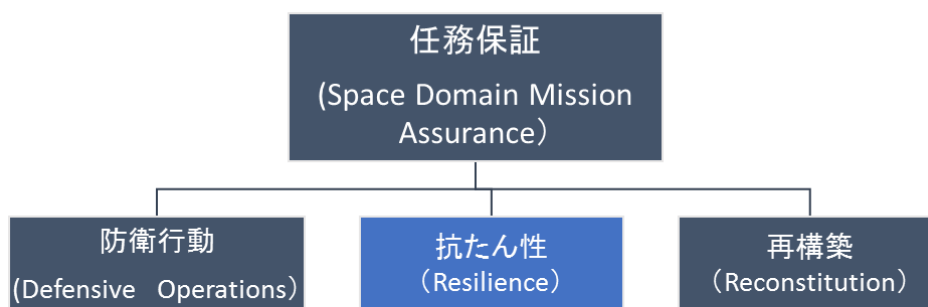 任務保証
(Space Domain Mission
Assurance）
防衛行動
(Defensive Operations）
抗たん性
（Resilience）
再構築
（Reconstitution）